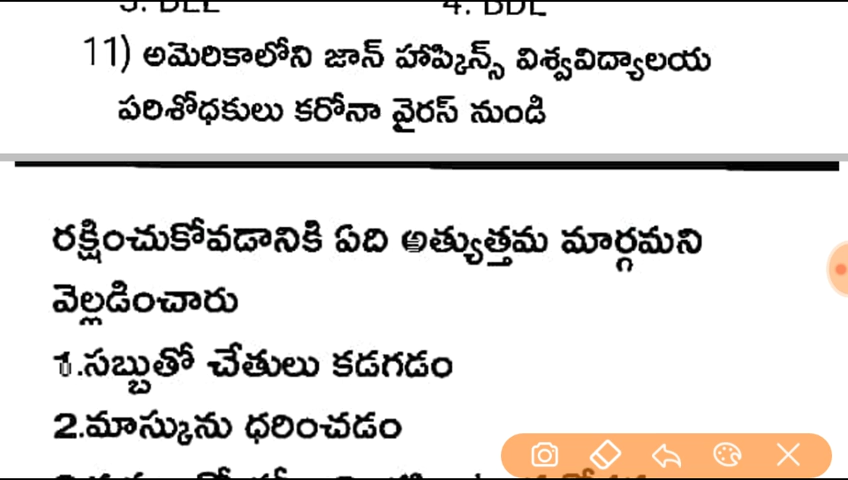 11) అమెరికాలోని జాన్ హాప్కిన్స్ విశ్వవిద్యాలయ
పరిశోధకులు కరోనా వైరస్ నుండి
రక్షించుకోవడానికి ఏది అత్యుత్తమ మార్గమని
వెల్లడించారు
1.సబ్బుతో చేతులు కడగడం
2.మాస్కును ధరించడం